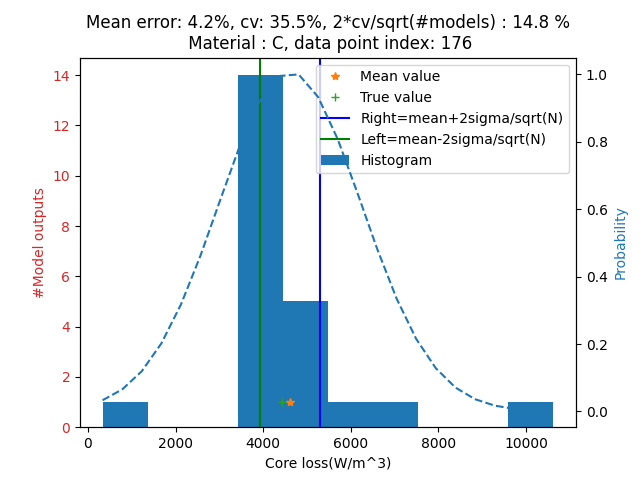 Mean error: 4.2%, cv: 35.5%, 2*cv/sqrt(#models) : 14.8 %
Material : C, data point index: 176
Mean value
True value
Right=mean+2sigma/sqrt(N)
Left=mean-2sigma/sqrt(N)
Histogram
14
12
10
8
6
4
2
0
#Model outputs
1.0
0.8
0.6
0.4
0.2
0.0
Probability
0
2000
4000
6000
8000
10000
Core loss(W/m^3)